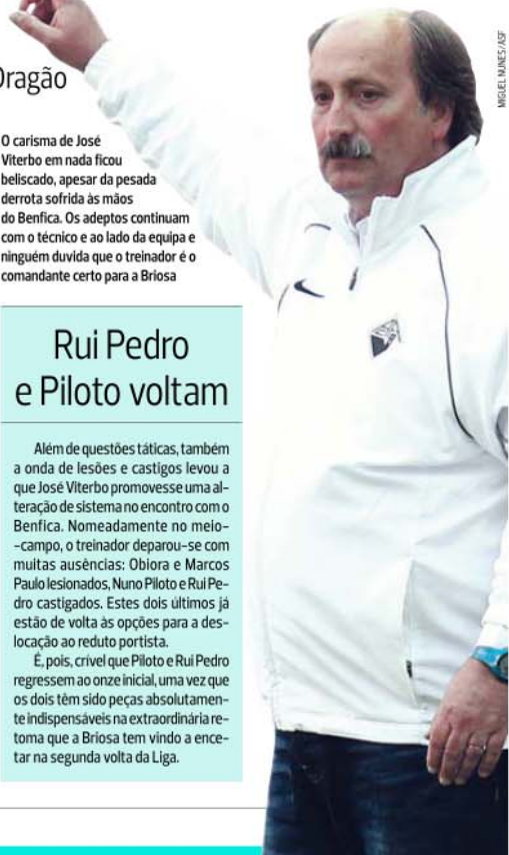 Dragão
MIGUEL NUNES/ASF
O carisma de José
Viterbo em nada ficou
beliscado, apesar da pesada
derrota sofrida às mãos
do Benfica. Os adeptos continuam
com o técnico e ao lado da equipa e
ninguém duvida que o treinador é o
comandante certo para a Briosa
Rui Pedro
e Piloto voltam
Além de questões táticas, também
a onda de lesões e castigos levou a
que José Viterbo promovesse uma al-
teração de sistema no encontro com o
Benfica. Nomeadamente no meio-
-campo, o treinador deparou-se com
muitas ausências: Obiora e Marcos
Paulo lesionados, Nuno Piloto e Rui Pe-
dro castigados. Estes dois últimos já
estão de volta às opções para a des-
locação ao reduto portista.
É, pois, crível que Piloto e Rui Pedro
regressem ao onze inicial, uma vez que
os dois têm sido peças absolutamen-
te indispensáveis na extraordinária re-
toma que a Briosa tem vindo a ence-
tar na segunda volta da Liga.